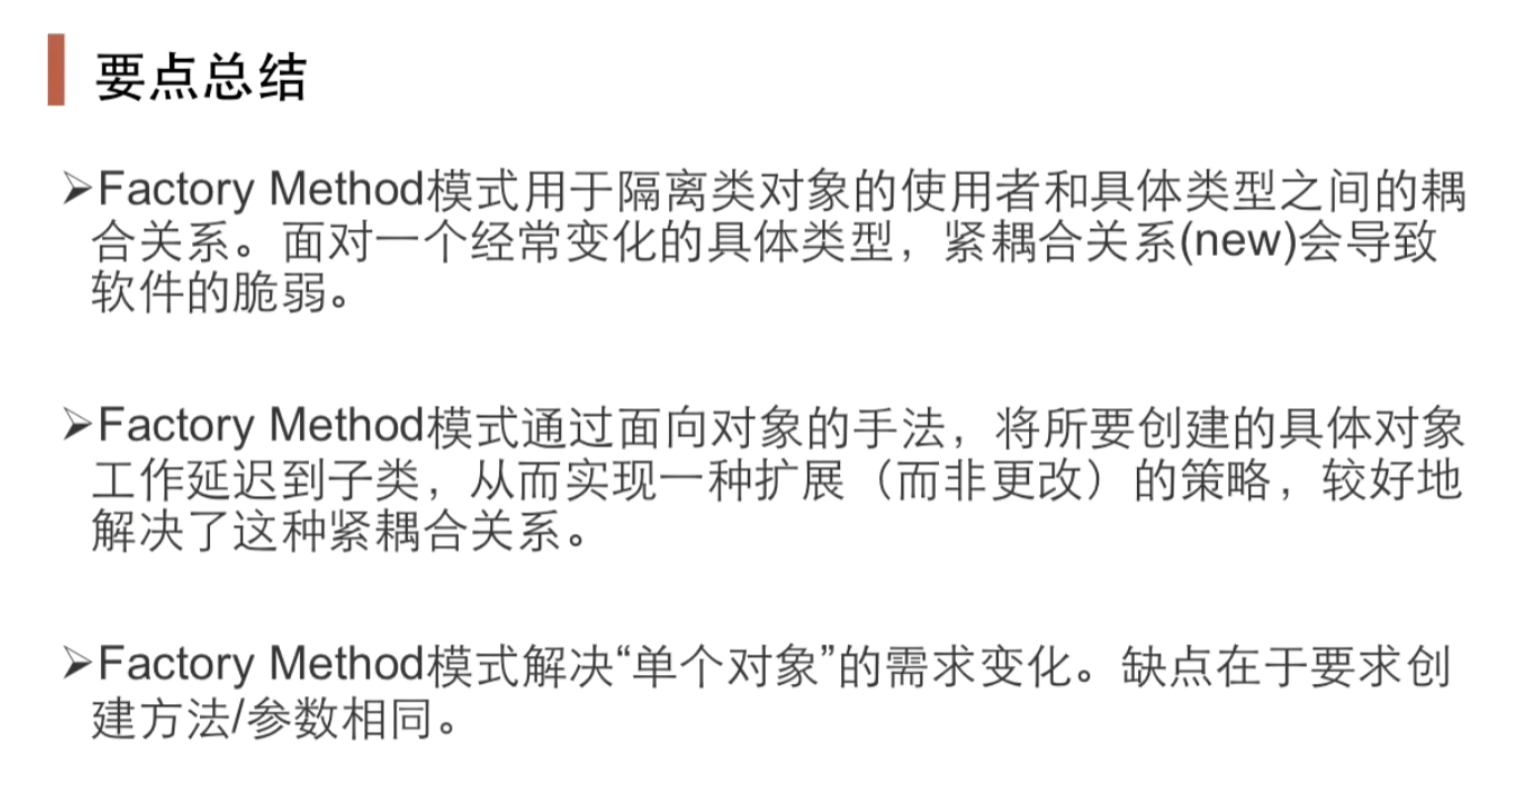 要点总结
➢Factory Method模式用于隔离类对象的使用者和具体类型之间的耦
合关系。面对一个经常变化的具体类型，紧耦合关系(new)会导致
软件的脆弱。
➢Factory Method模式通过面向对象的手法，将所要创建的具体对象
工作延迟到子类，从而实现一种扩展（而非更改）的策略，较好地
解决了这种紧耦合关系。
➢Factory Method模式解决“单个对象”的需求变化。缺点在于要求创
建方法/参数相同。